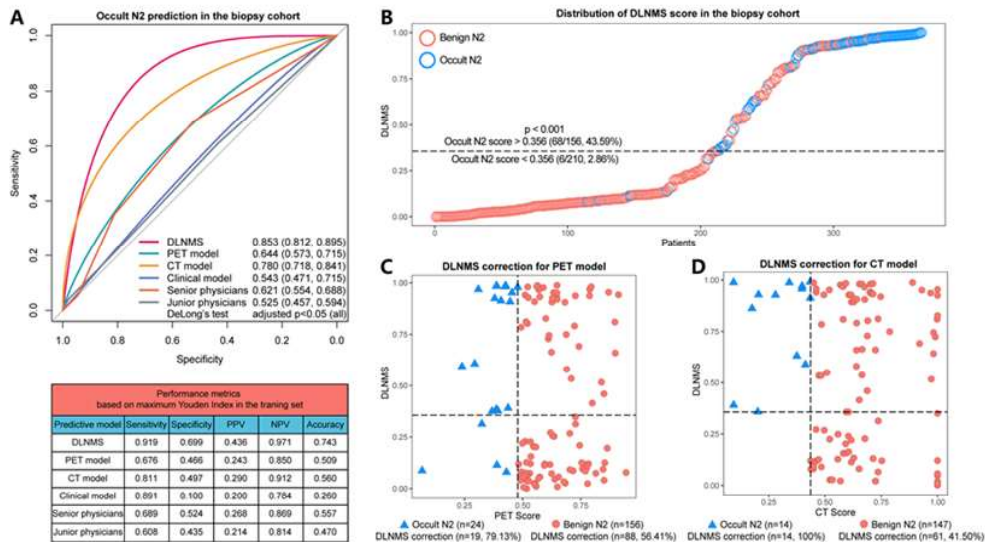 A
Occult N2 prediction in the biopsy cohort
Sensitivity
1.0
0.8
0.6
0.4
0.2
0.0
DLNMS 0.853 (0.812, 0.895)
PET model 0.644 (0.573, 0.715)
CT model 0.780 (0.718, 0.841)
Clinical model 0.543 (0.471, 0.715)
Senior physicians 0.621 (0.554, 0.688)
Junior physicians 0.525 (0.457, 0.594)
DeLong's test adjusted p<0.05 (all)
1.0 0.8 0.6 0.4 0.2 0.0
Specificity
Performance metrics
based on maximum Youden Index in the traning set
Predictive model Sensitivity Specificity PPV NPV Accuracy
DLNMS 0.919 0.699 0.436 0.971 0.743
PET model 0.676 0.466 0.243 0.850 0.509
CT model 0.811 0.497 0.290 0.912 0.560
Clinical model 0.891 0.100 0.200 0.784 0.260
Senior physicians 0.689 0.524 0.268 0.869 0.557
Junior physicians 0.608 0.435 0.214 0.814 0.470
B
Distribution of DLNMS score in the biopsy cohort
DLNMS
1.00
0.75
0.50
0.25
0.00
Benign N2
Occult N2
p < 0.001
Occult N2 score > 0.356 (68/156, 43.59%)
Occult N2 score < 0.356 (6/210, 2.86%)
0 100 200 300
Patients
C
DLNMS correction for PET model
DLNMS
1.00
0.75
0.50
0.25
0.00
0.25 0.50 0.75
PET Score
Occult N2 (n=24) Benign N2 (n=156)
DLNMS correction (n=19, 79.13%) DLNMS correction (n=88, 56.41%)
D
DLNMS correction for CT model
DLNMS
1.00
0.75
0.50
0.25
0.00
0.25 0.50 0.75 1.00
CT Score
Occult N2 (n=14) Benign N2 (n=147)
DLNMS correction (n=14, 100%) DLNMS correction (n=61, 41.50%)